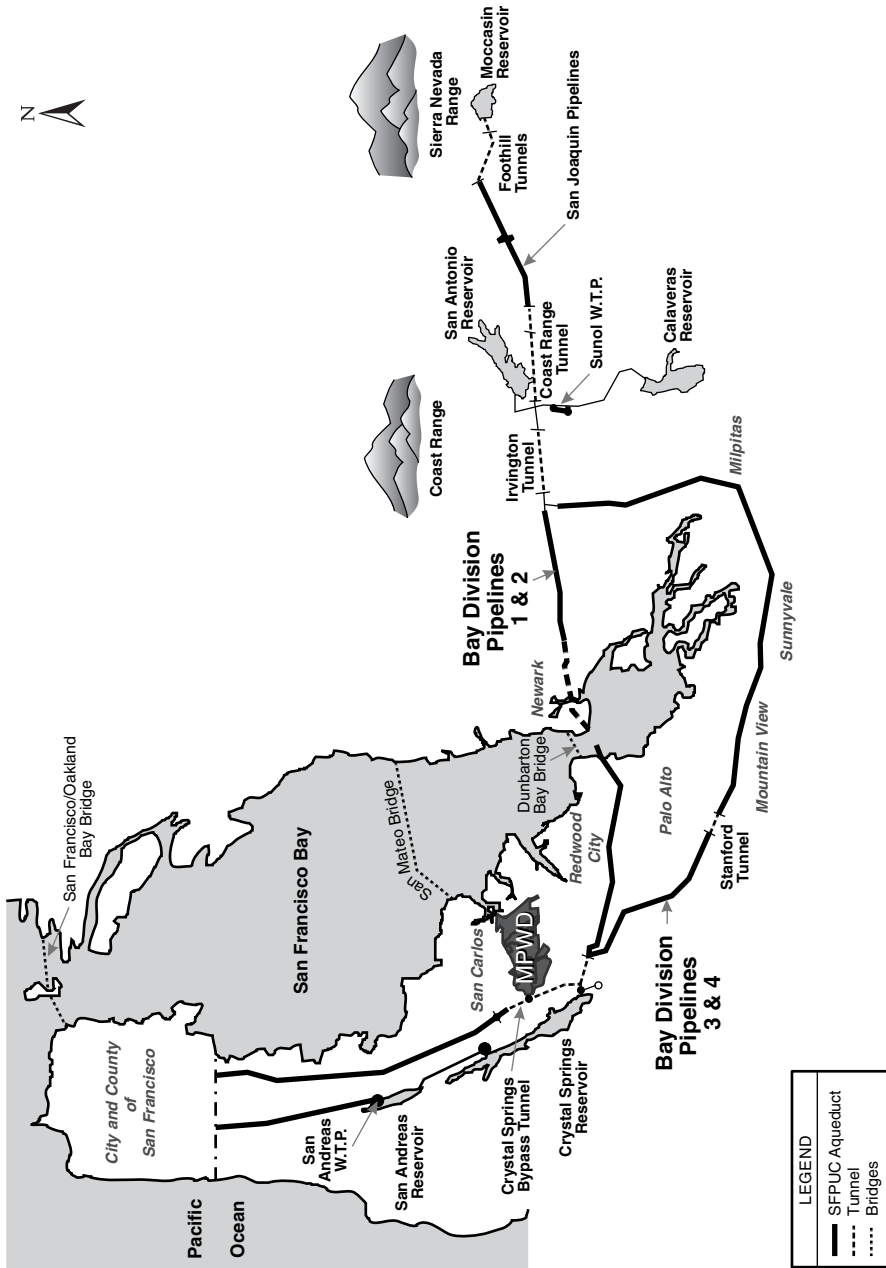 N
Sierra Nevada
Range
Moccasin
Reservoir
Foothill
Tunnels
San Joaquin Pipelines
San Antonio
Reservoir
Coast Range
Coast Range
Tunnel
Sunol W.T.P.
Calaveras
Reservoir
Irvington
Tunnel
Milpitas
Bay Division
Pipelines
1 & 2
Newark
Sunnyvale
San Francisco/Oakland
Bay Bridge
San Francisco Bay
San Mateo Bridge
Dunbarton
Bay Bridge
Redwood
City
Palo Alto
Mountain View
Stanford
Tunnel
San Carlos
MPWD
Bay Division
Pipelines
3 & 4
City and County
of
San Francisco
San
Andreas
W.T.P.
San Andreas
Reservoir
Crystal Springs
Bypass Tunnel
Crystal Springs
Reservoir
Pacific
Ocean
LEGEND
SFPUC Aqueduct
Tunnel
Bridges